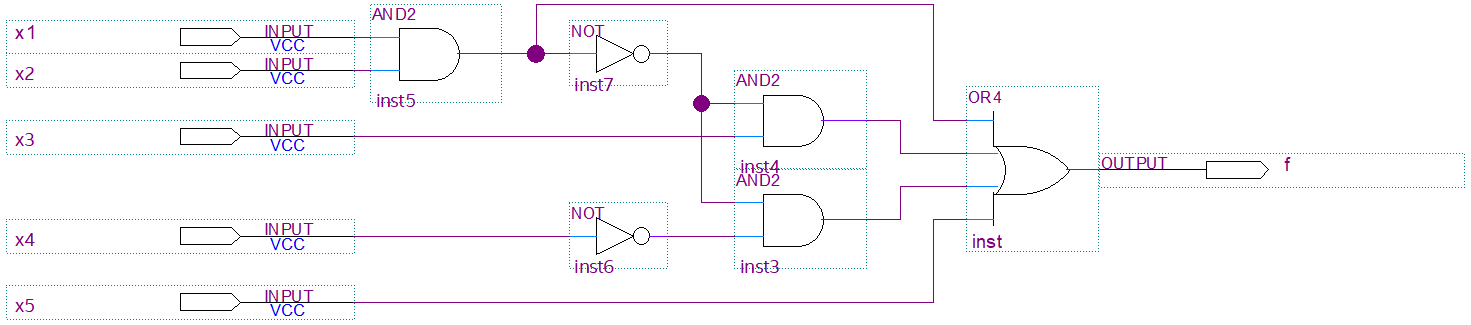 AND2
x1
INPUT
VCC
x2
INPUT
VCC
inst5
NOT
inst7
AND2
OR4
x3
INPUT
VCC
inst4
AND2
OUTPUT
f
NOT
x4
INPUT
VCC
inst
inst6
inst3
x5
INPUT
VCC